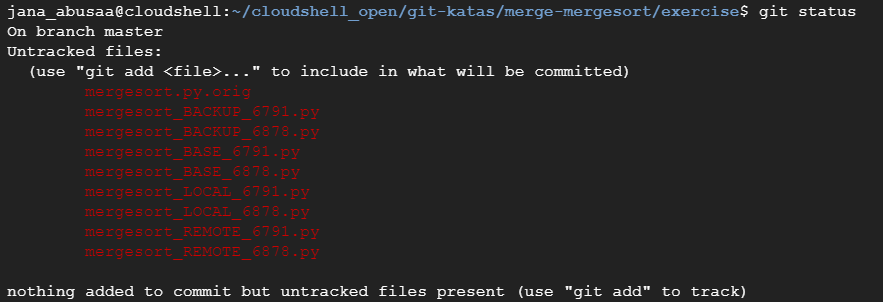 jana_abusaa@cloudshell:~/cloudshell_open/git-katas/merge-mergesort/exercise$ git status
On branch master
Untracked files:
  (use "git add <file>..." to include in what will be committed)
        mergesort.py.orig
        mergesort_BACKUP_6791.py
        mergesort_BACKUP_6878.py
        mergesort_BASE_6791.py
        mergesort_BASE_6878.py
        mergesort_LOCAL_6791.py
        mergesort_LOCAL_6878.py
        mergesort_REMOTE_6791.py
        mergesort_REMOTE_6878.py

nothing added to commit but untracked files present (use "git add" to track)